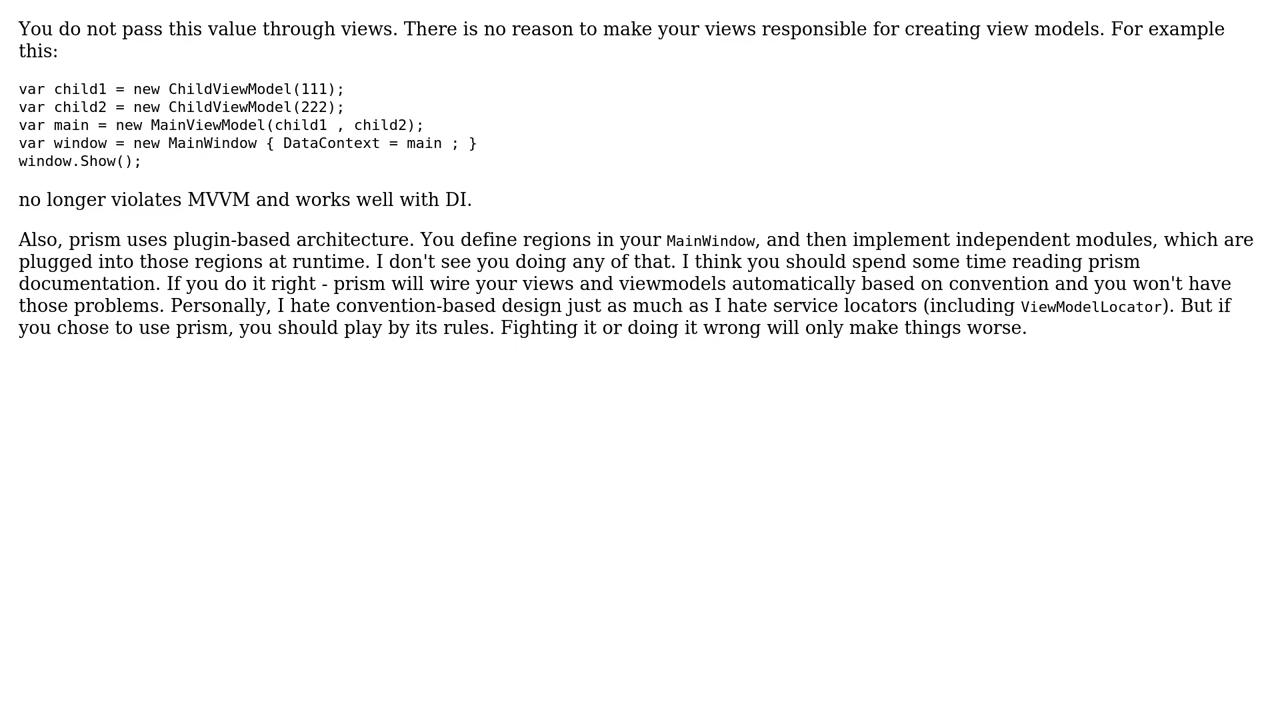 You do not pass this value through views. There is no reason to make your views responsible for creating view models. For example
this:
var child1 = new ChildViewModel(111);
var child2 = new ChildViewModel(222);
var main = new MainViewModel(child1 , child2);
var window = new MainWindow { DataContext = main ; }
window.Show();
no longer violates MVVM and works well with DI.
Also, prism uses plugin-based architecture. You define regions in your MainWindow, and then implement independent modules, which are
plugged into those regions at runtime. I don't see you doing any of that. I think you should spend some time reading prism
documentation. If you do it right - prism will wire your views and viewmodels automatically based on convention and you won't have
those problems. Personally, I hate convention-based design just as much as I hate service locators (including ViewModelLocator). But if
you chose to use prism, you should play by its rules. Fighting it or doing it wrong will only make things worse.